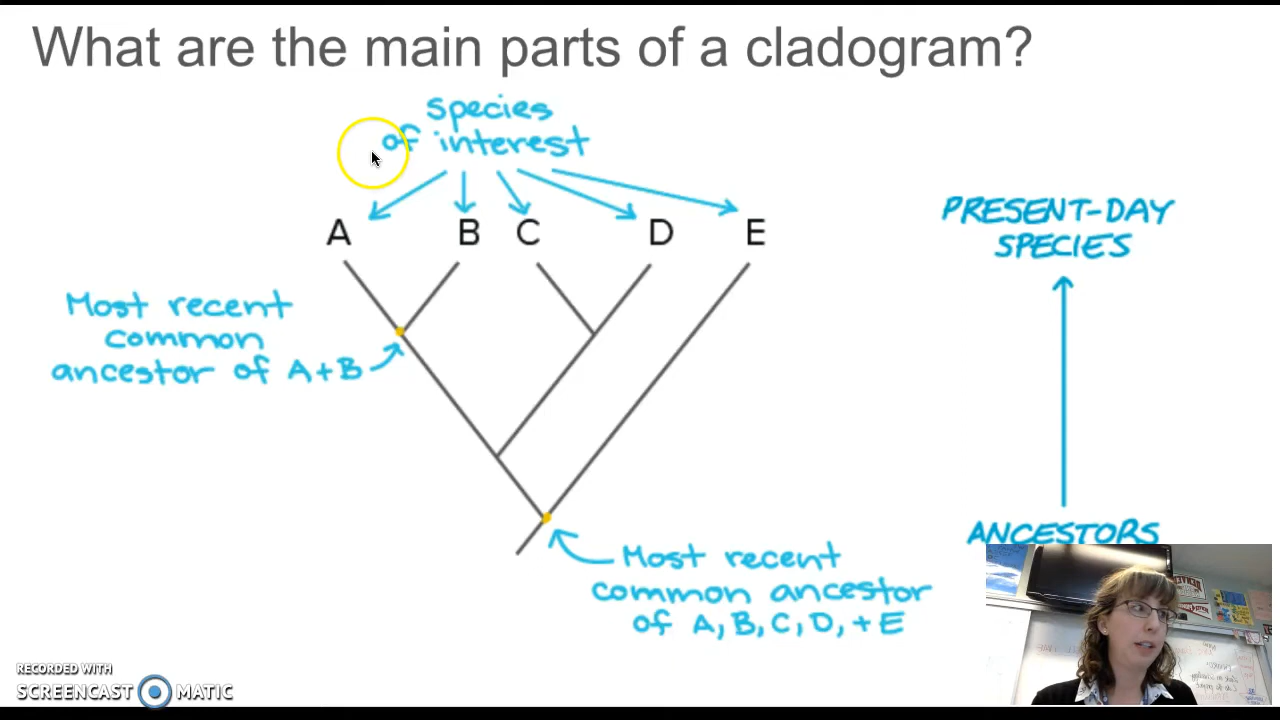 What are the main parts of a cladogram?
Species
of interest
A B C D E
PRESENT-DAY
SPECIES
Most recent
common
ancestor of A+B
ANCESTORS
Most recent
common ancestor
of A, B, C, D, + E
RECORDED WITH
SCREENCAST MATIC